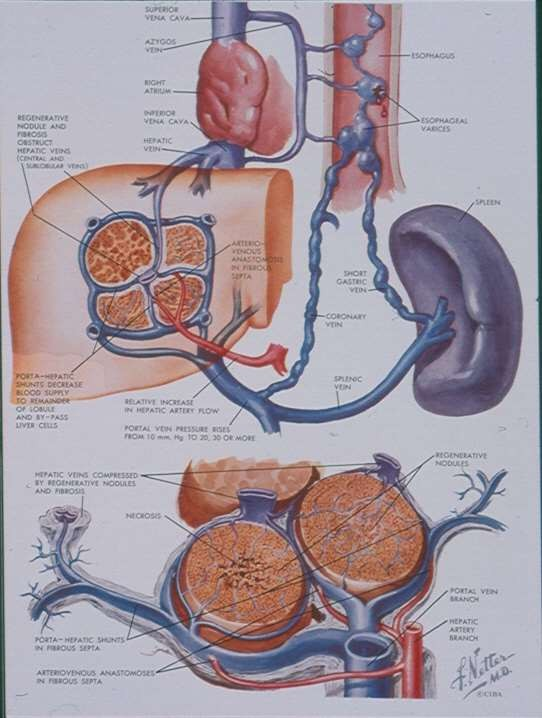 SUPERIOR
VENA CAVA
AZYGOS
VEIN
ESOPHAGUS
RIGHT
ATRIUM
REGENERATIVE
NODULE AND
FIBROSIS
OBSTRUCT
HEPATIC VEINS
(CENTRAL AND
SUBLOBULAR VEINS)
INFERIOR
VENA CAVA
HEPATIC
VEIN
ESOPHAGEAL
VARICES
SPLEEN
ARTERIO-
VENOUS
ANASTOMOSIS
IN FIBROUS
SEPTA
SHORT
GASTRIC
VEIN
CORONARY
VEIN
SPLENIC
VEIN
PORTA-HEPATIC
SHUNTS DECREASE
BLOOD SUPPLY
TO REMAINDER
OF LOBULE
AND BY-PASS
LIVER CELLS
RELATIVE INCREASE
IN HEPATIC ARTERY FLOW
PORTAL VEIN PRESSURE RISES
FROM 10 mm. Hg TO 20, 30 OR MORE
HEPATIC VEINS COMPRESSED
BY REGENERATIVE NODULES
AND FIBROSIS
REGENERATIVE
NODULES
NECROSIS
PORTAL VEIN
BRANCH
HEPATIC
ARTERY
BRANCH
PORTA-HEPATIC SHUNTS
IN FIBROUS SEPTA
ARTERIOVENOUS ANASTOMOSES
IN FIBROUS SEPTA
F. Netter
M.D.
© CIBA